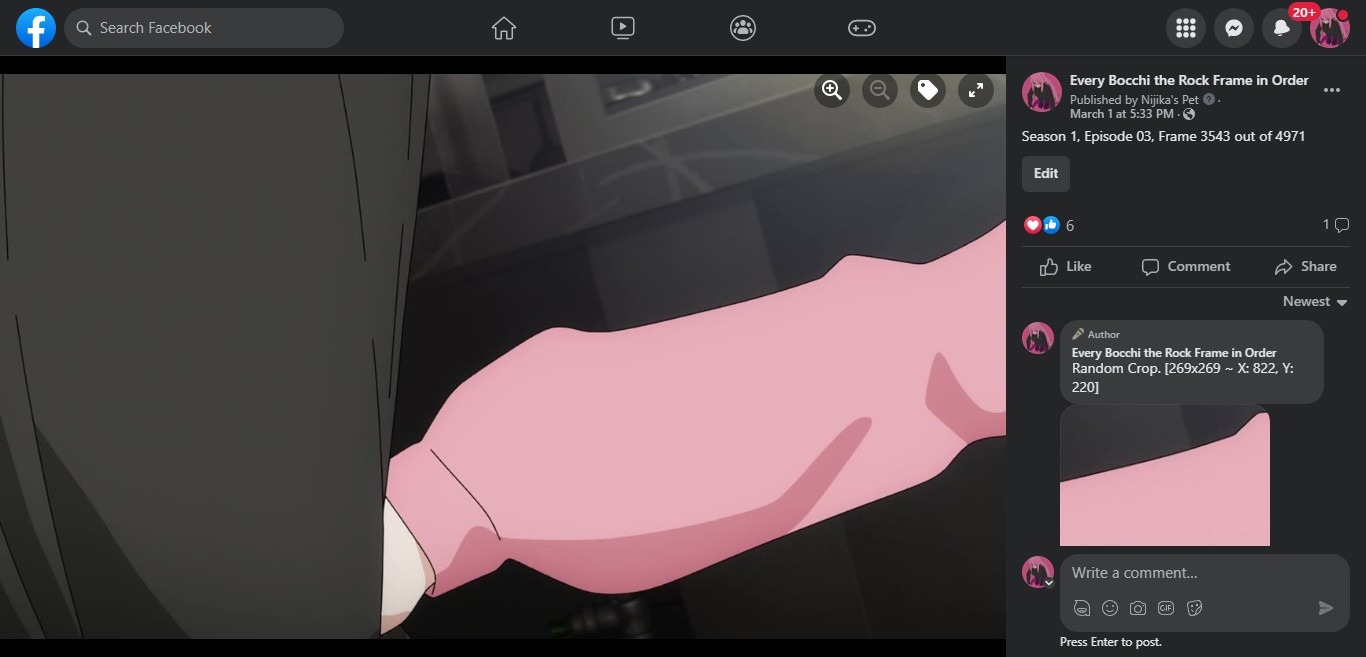 Search Facebook
20+
Every Bocchi the Rock Frame in Order
Published by Nijika's Pet ·
March 1 at 5:33 PM ·
Season 1, Episode 03, Frame 3543 out of 4971
Edit
6
1
Like
Comment
Share
Newest
Author
Every Bocchi the Rock Frame in Order
Random Crop. [269x269 ~ X: 822, Y:
220]
Write a comment...
GIF
Press Enter to post.